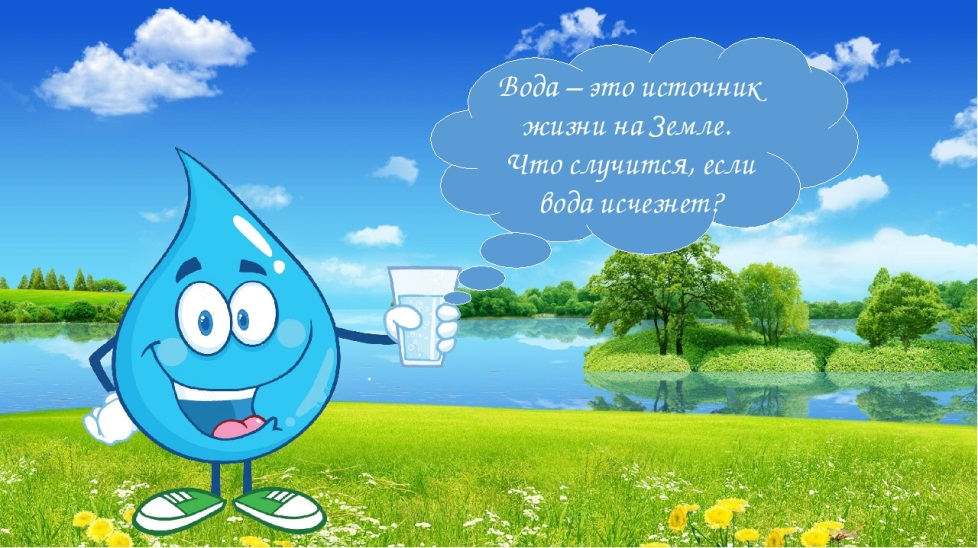 Вода – это источник
жизни на Земле.
Что случится, если
вода исчезнет?